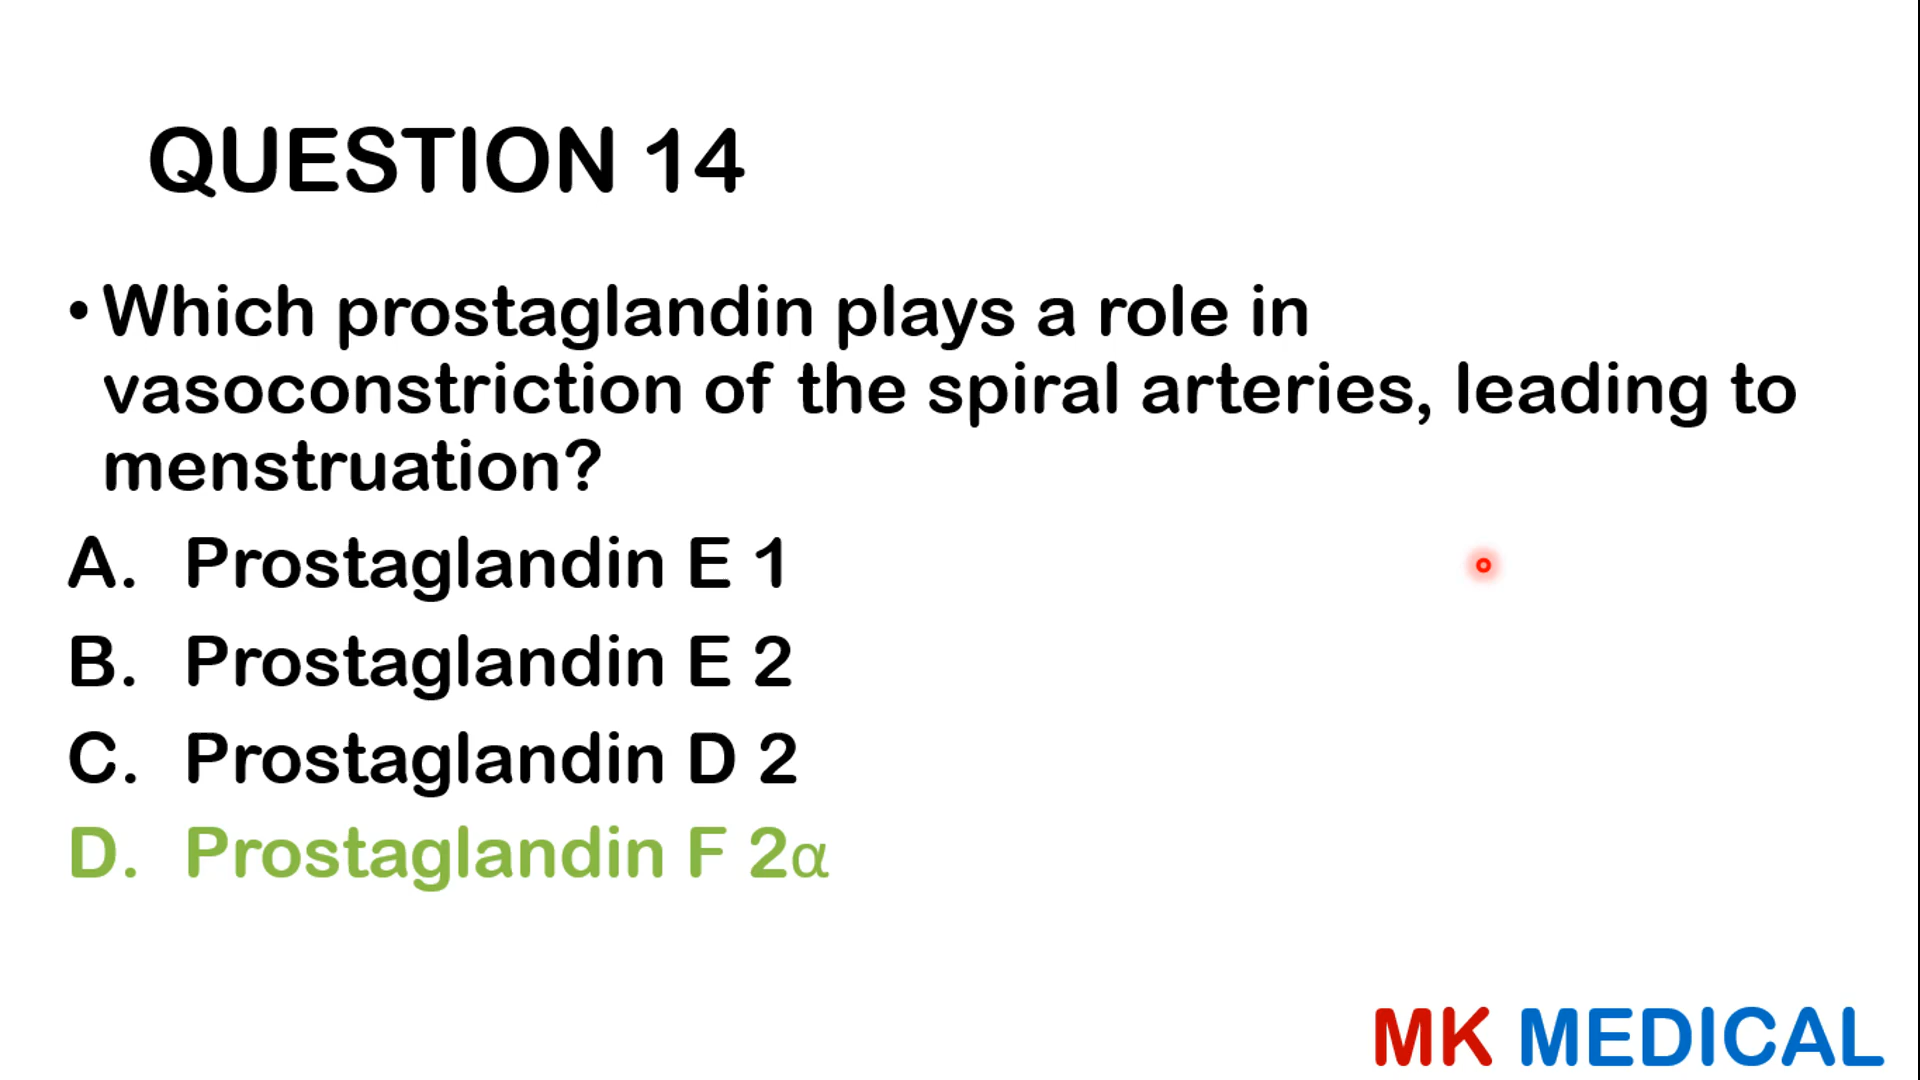 QUESTION 14
• Which prostaglandin plays a role in
vasoconstriction of the spiral arteries, leading to
menstruation?
A. Prostaglandin E 1
B. Prostaglandin E 2
C. Prostaglandin D 2
D. Prostaglandin F 2α
MK MEDICAL